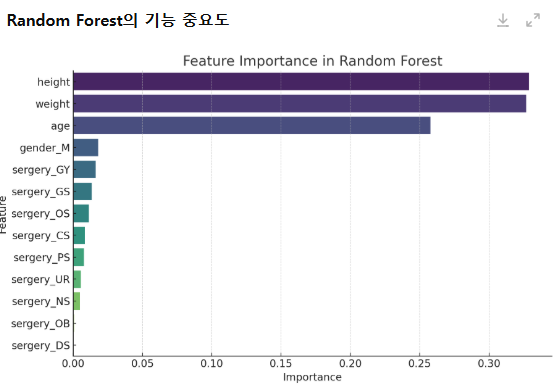 Random Forest의 기능 중요도
Feature Importance in Random Forest
height
weight
age
gender_M
sergery_GY
sergery_GS
sergery_OS
sergery_CS
sergery_PS
sergery_UR
sergery_NS
sergery_OB
sergery_DS
Feature
0.00 0.05 0.10 0.15 0.20 0.25 0.30
Importance